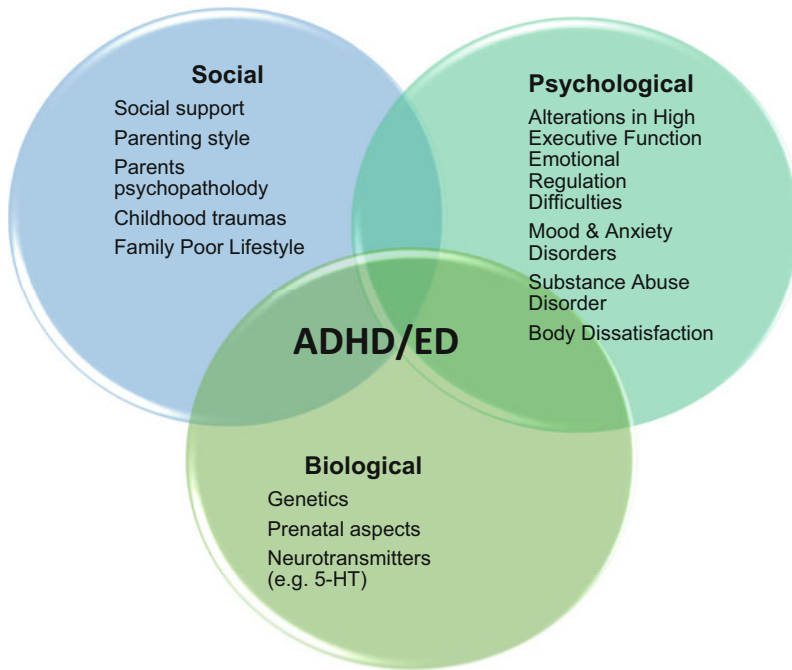 Social
Social support
Parenting style
Parents
psychopatholody
Childhood traumas
Family Poor Lifestyle
Psychological
Alterations in High
Executive Function
Emotional
Regulation
Difficulties
Mood & Anxiety
Disorders
Substance Abuse
Disorder
Body Dissatisfaction
ADHD/ED
Biological
Genetics
Prenatal aspects
Neurotransmitters
(e.g. 5-HT)